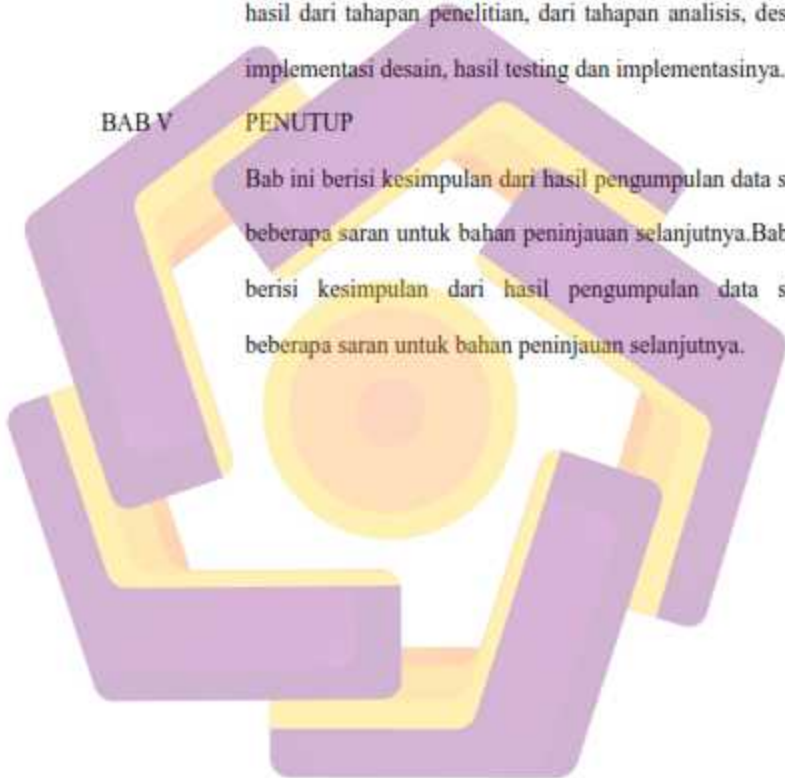 hasil dari tahapan penelitian, dari tahapan analisis, des
implementasi desain, hasil testing dan implementasinya.
BAB V PENUTUP
Bab ini berisi kesimpulan dari hasil pengumpulan data s
beberapa saran untuk bahan peninjauan selanjutnya.Bab
berisi kesimpulan dari hasil pengumpulan data s
beberapa saran untuk bahan peninjauan selanjutnya.